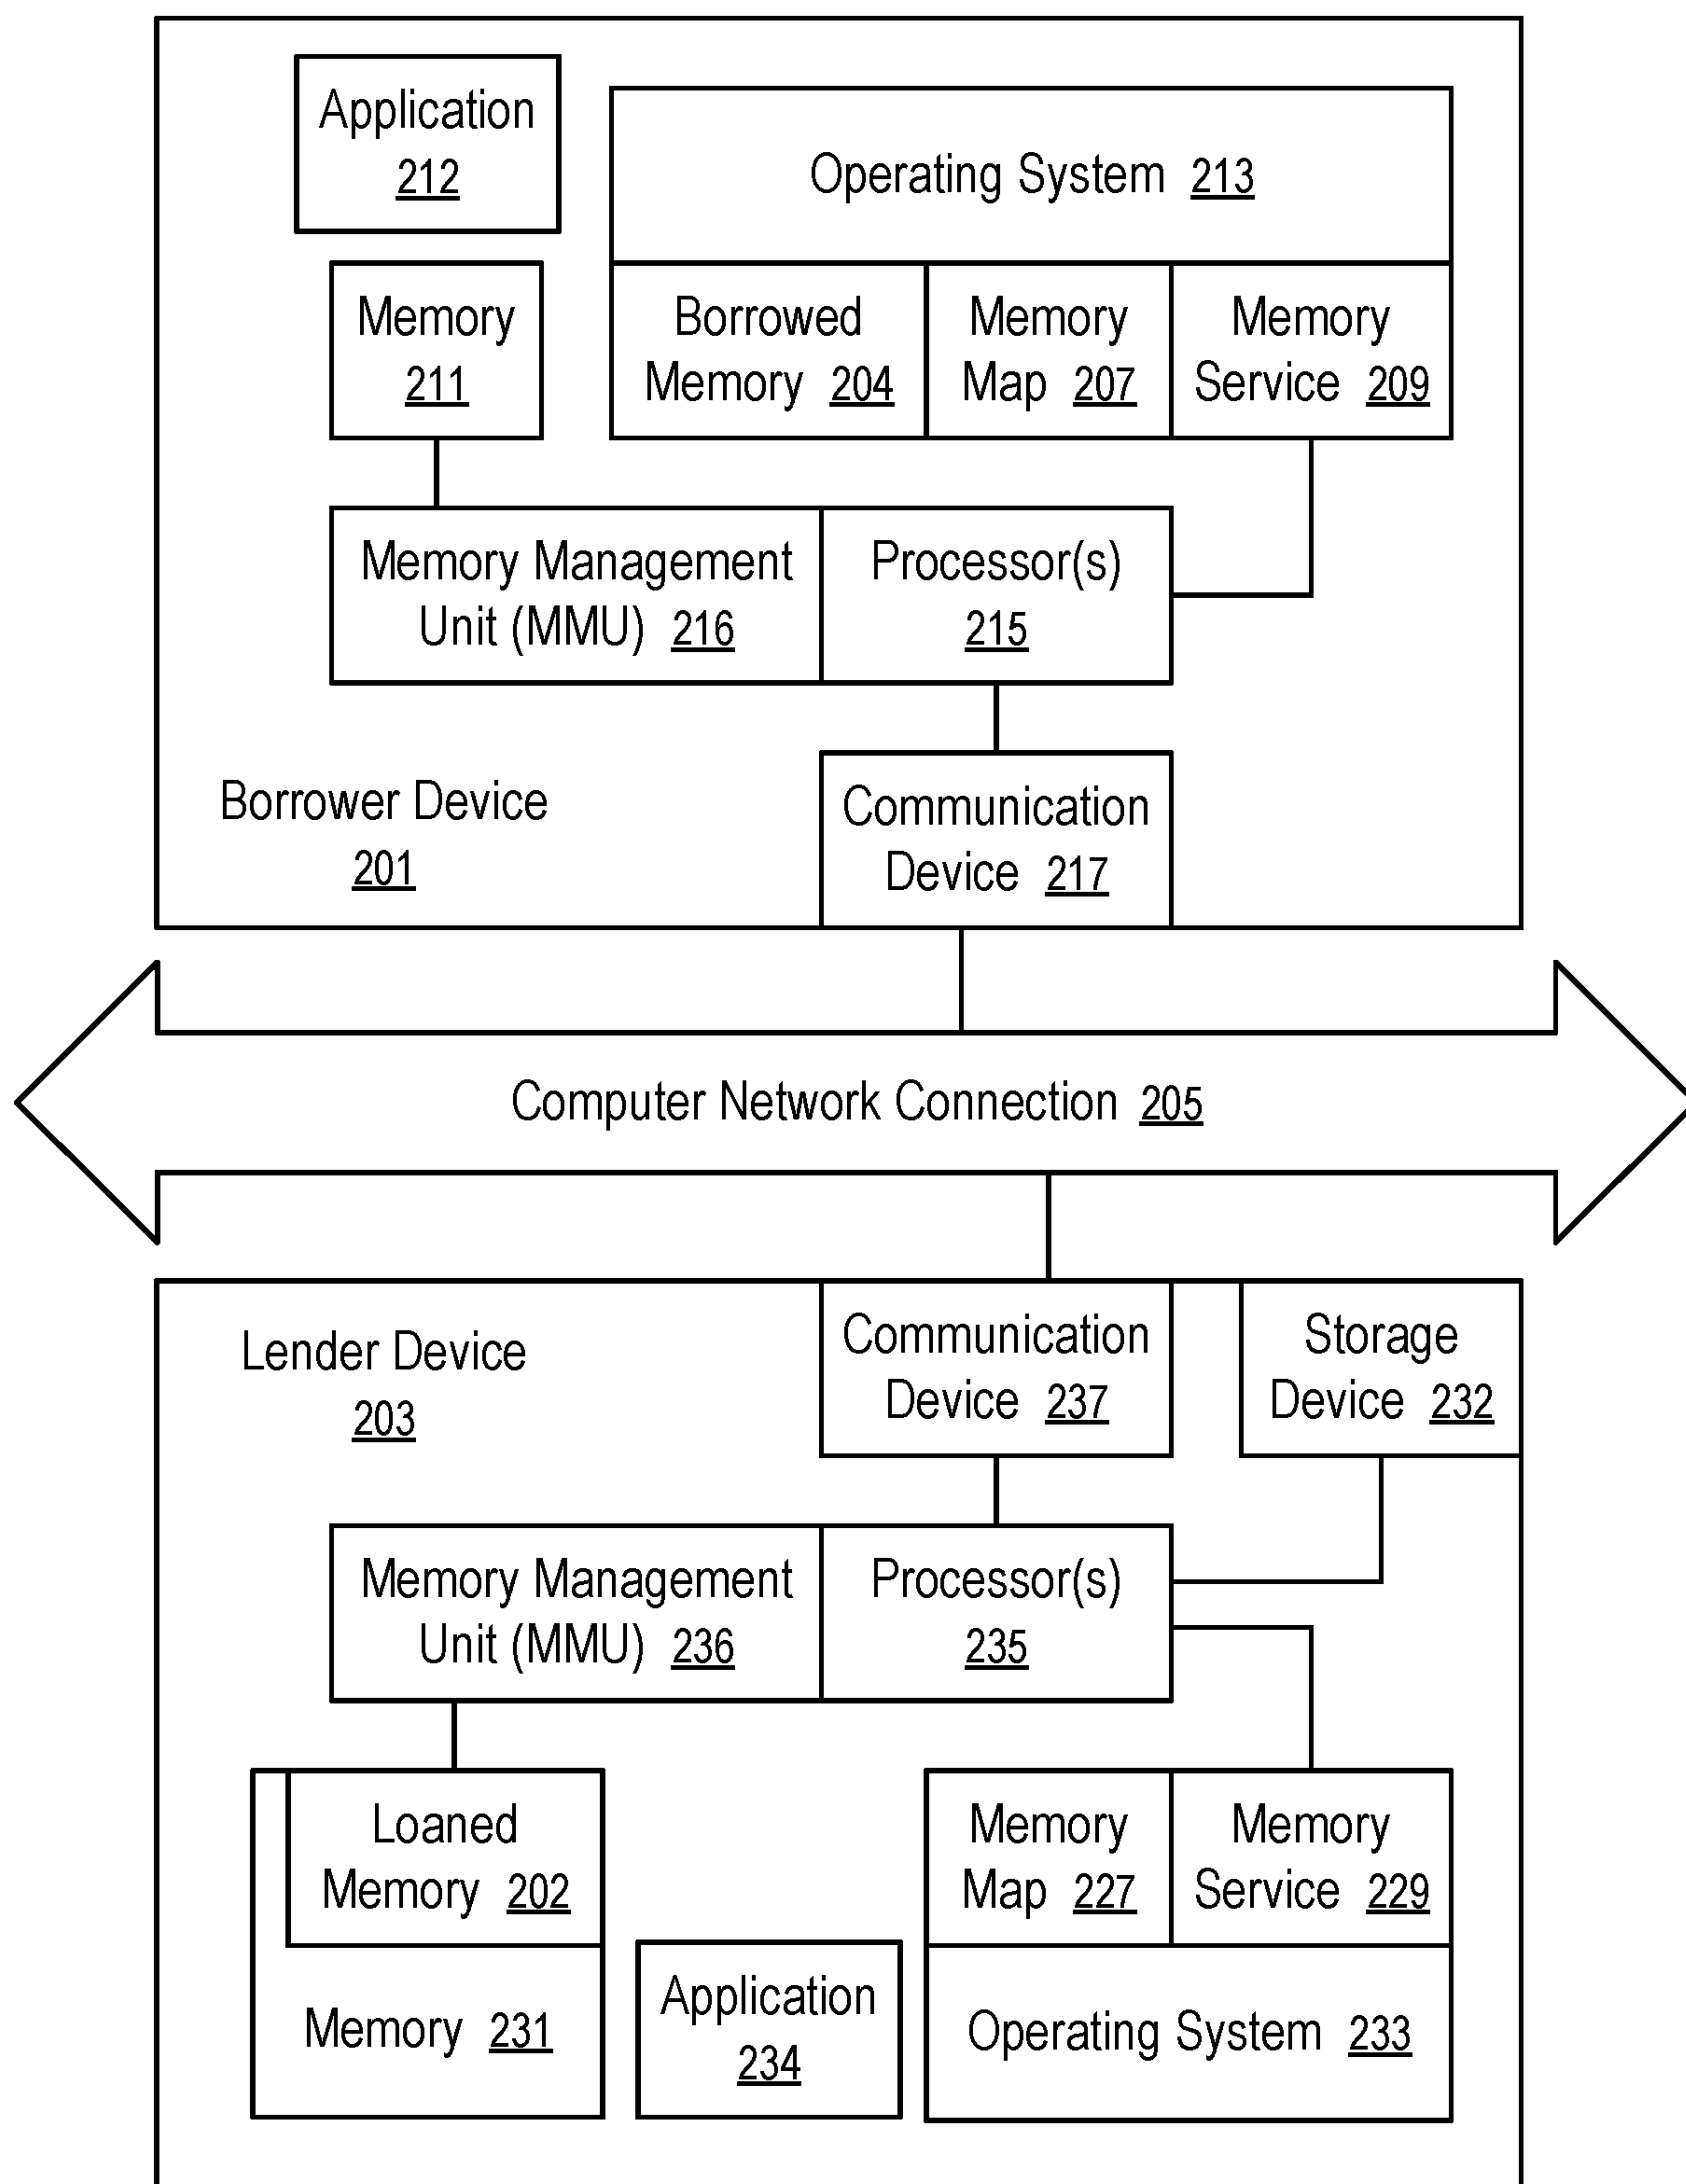 Application
212
Operating System 213
Memory
211
Borrowed
Memory 204
Memory
Map 207
Memory
Service 209
Memory Management
Unit (MMU) 216
Processor(s)
215
Borrower Device
201
Communication
Device 217
Computer Network Connection 205
Lender Device
203
Communication
Device 237
Storage
Device 232
Memory Management
Unit (MMU) 236
Processor(s)
235
Loaned
Memory 202
Memory 231
Application
234
Memory
Map 227
Memory
Service 229
Operating System 233